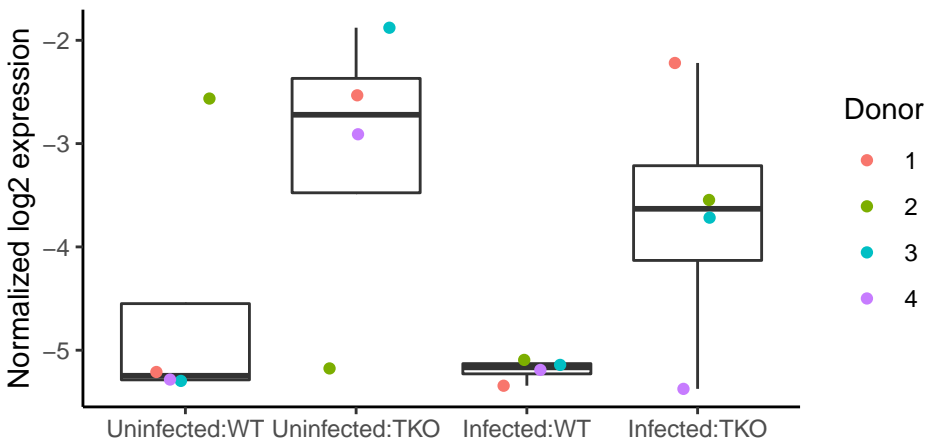 Normalized log2 expression
−2
−3
−4
−5
Uninfected:WT
Uninfected:TKO
Infected:WT
Infected:TKO
Donor
1
2
3
4